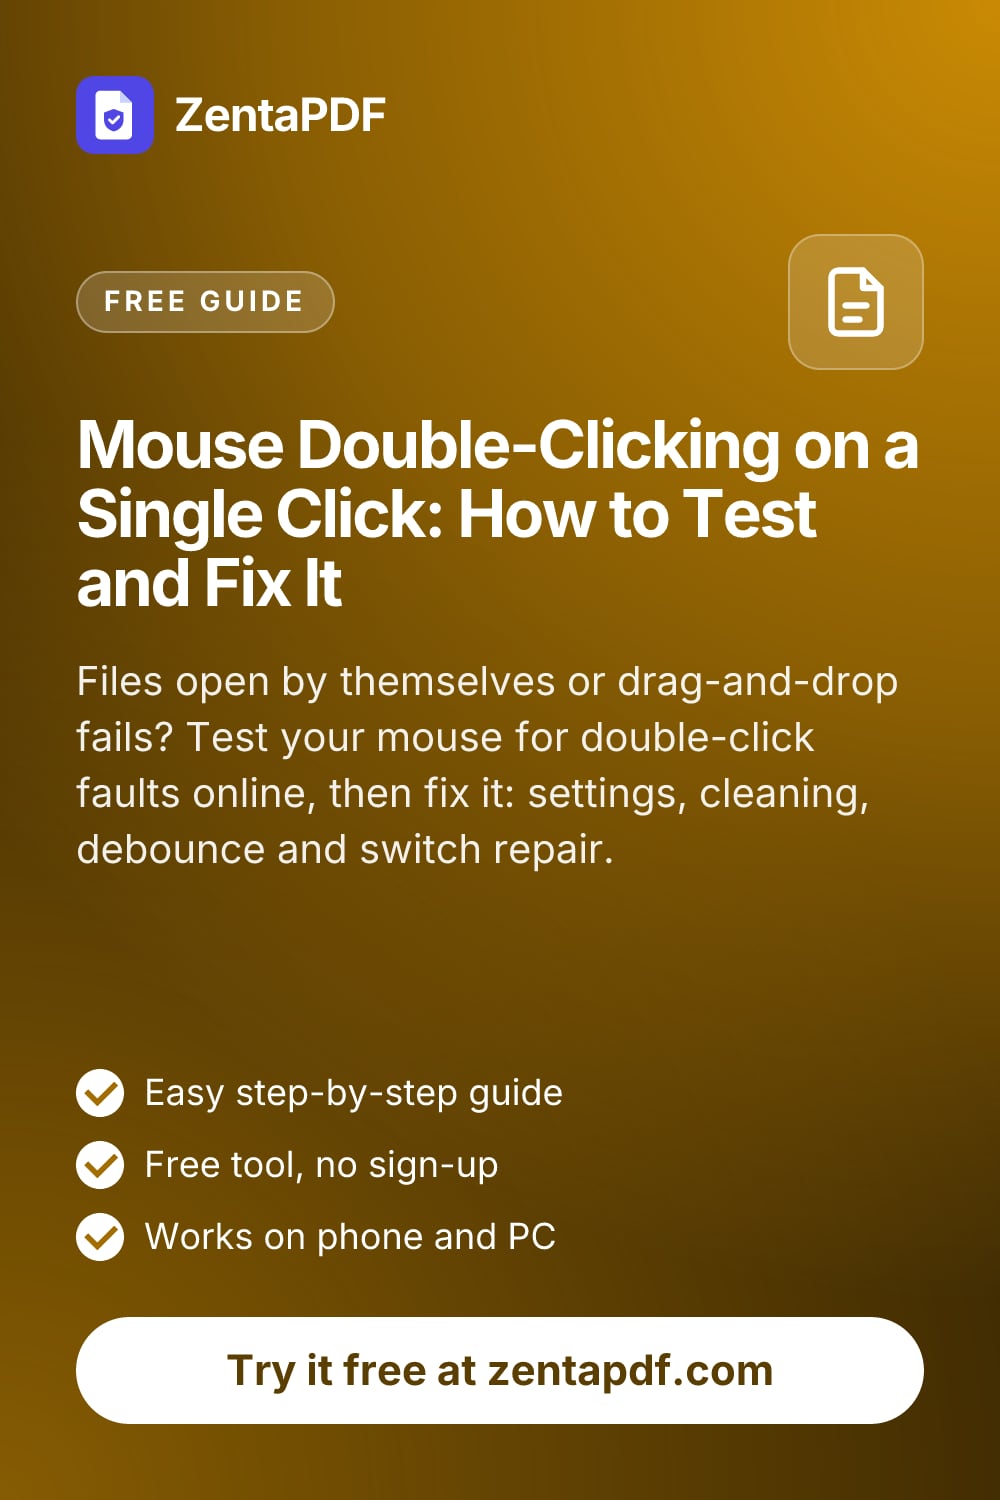 ZentaPDF
FREE GUIDE
Mouse Double-Clicking on a
Single Click: How to Test
and Fix It
Files open by themselves or drag-and-drop
fails? Test your mouse for double-click
faults online, then fix it: settings, cleaning,
debounce and switch repair.
Easy step-by-step guide
Free tool, no sign-up
Works on phone and PC
Try it free at zentapdf.com